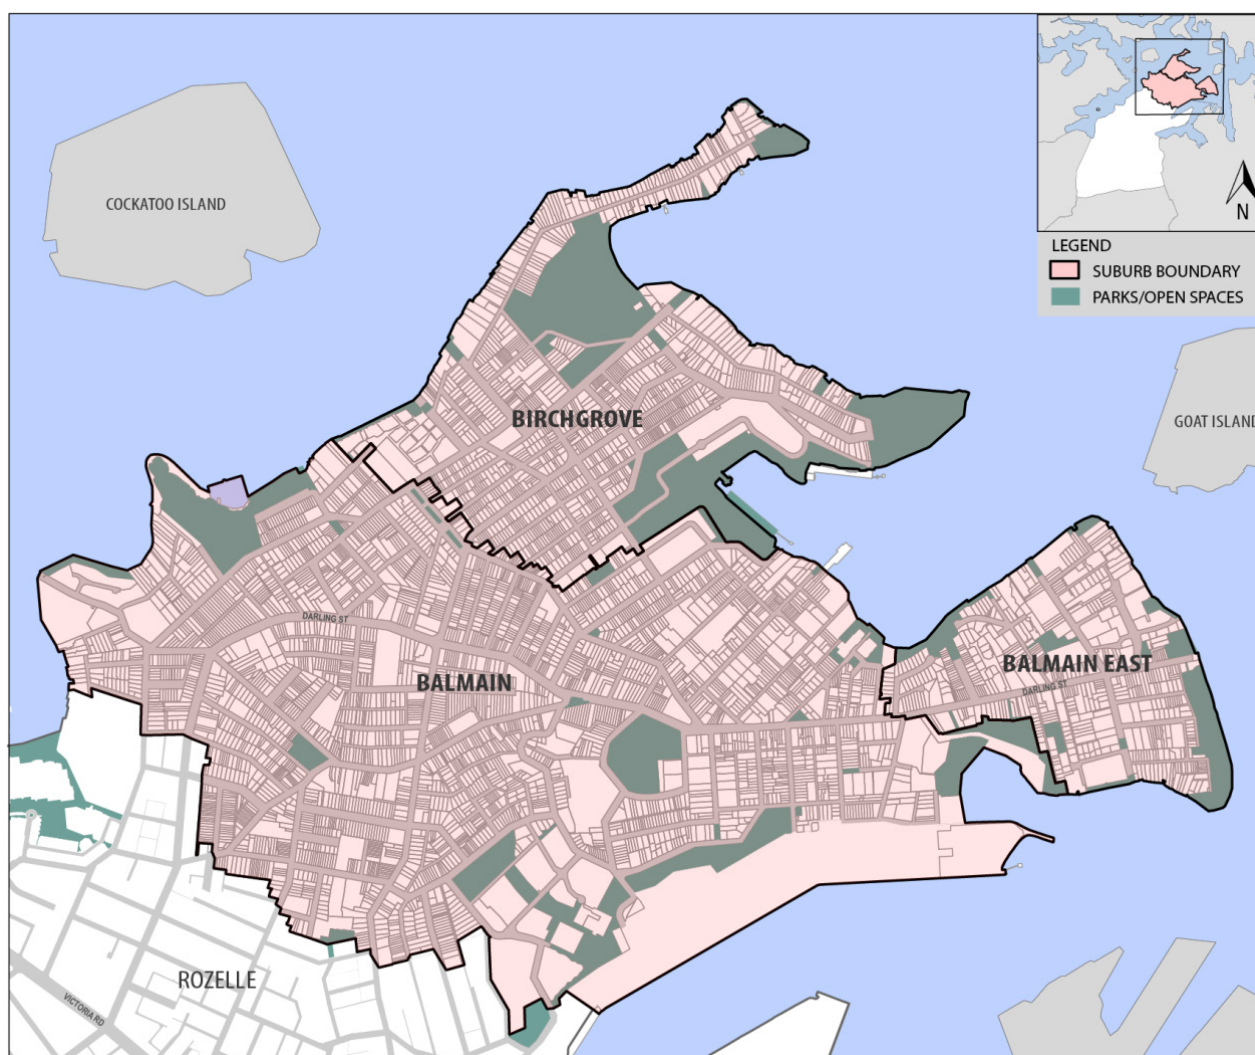 COCKATOO ISLAND
N
LEGEND
SUBURB BOUNDARY
PARKS/OPEN SPACES
BIRCHGROVE
GOAT ISLAND
DARLING ST
BALMAIN
BALMAIN EAST
DARLING ST
ROZELLE
VICTORIA RD